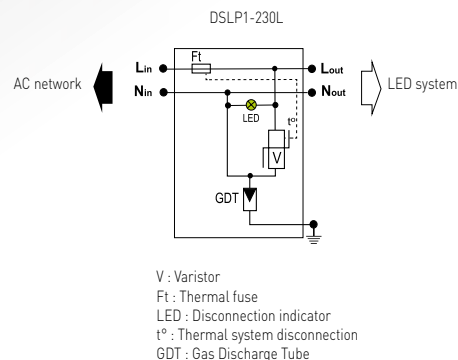 DSLP1-230L
Ft
Lin Lout
AC network LED system
Nin Nout
LED
t°
V
GDT
V : Varistor
Ft : Thermal fuse
LED : Disconnection indicator
t° : Thermal system disconnection
GDT : Gas Discharge Tube